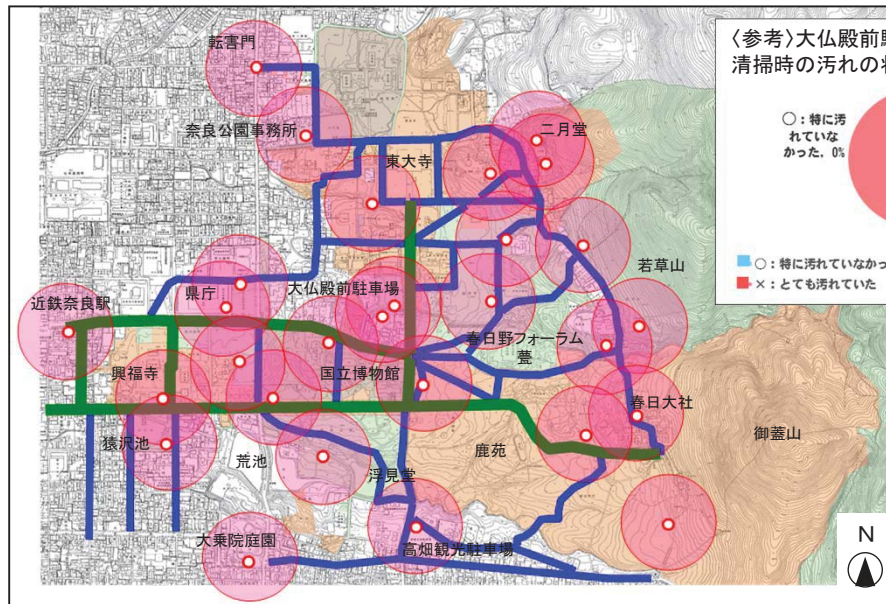 転害門
奈良公園事務所
東大寺
二月堂
若草山
近鉄奈良駅
県庁
大仏殿前駐車場
春日野フォーラム
甍
興福寺
国立博物館
春日大社
猿沢池
荒池
浮見堂
鹿苑
御蓋山
大乗院庭園
高畑観光駐車場
〈参考〉大仏殿前
清掃時の汚れの
○:特に汚
れていな
かった, 0%
○:特に汚れていなかっ
×:とても汚れていた
N